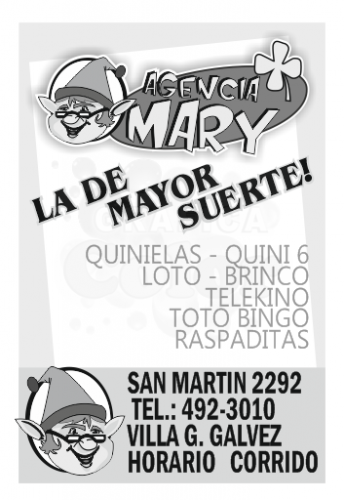 AGENCIA
MARY
LA DE
MAYOR
SUERTE!
QUINIELAS - QUINI 6
LOTO - BRINCO
TELEKINO
TOTO BINGO
RASPADITAS
SAN MARTIN 2292
TEL.: 492-3010
VILLA G. GALVEZ
HORARIO CORRIDO